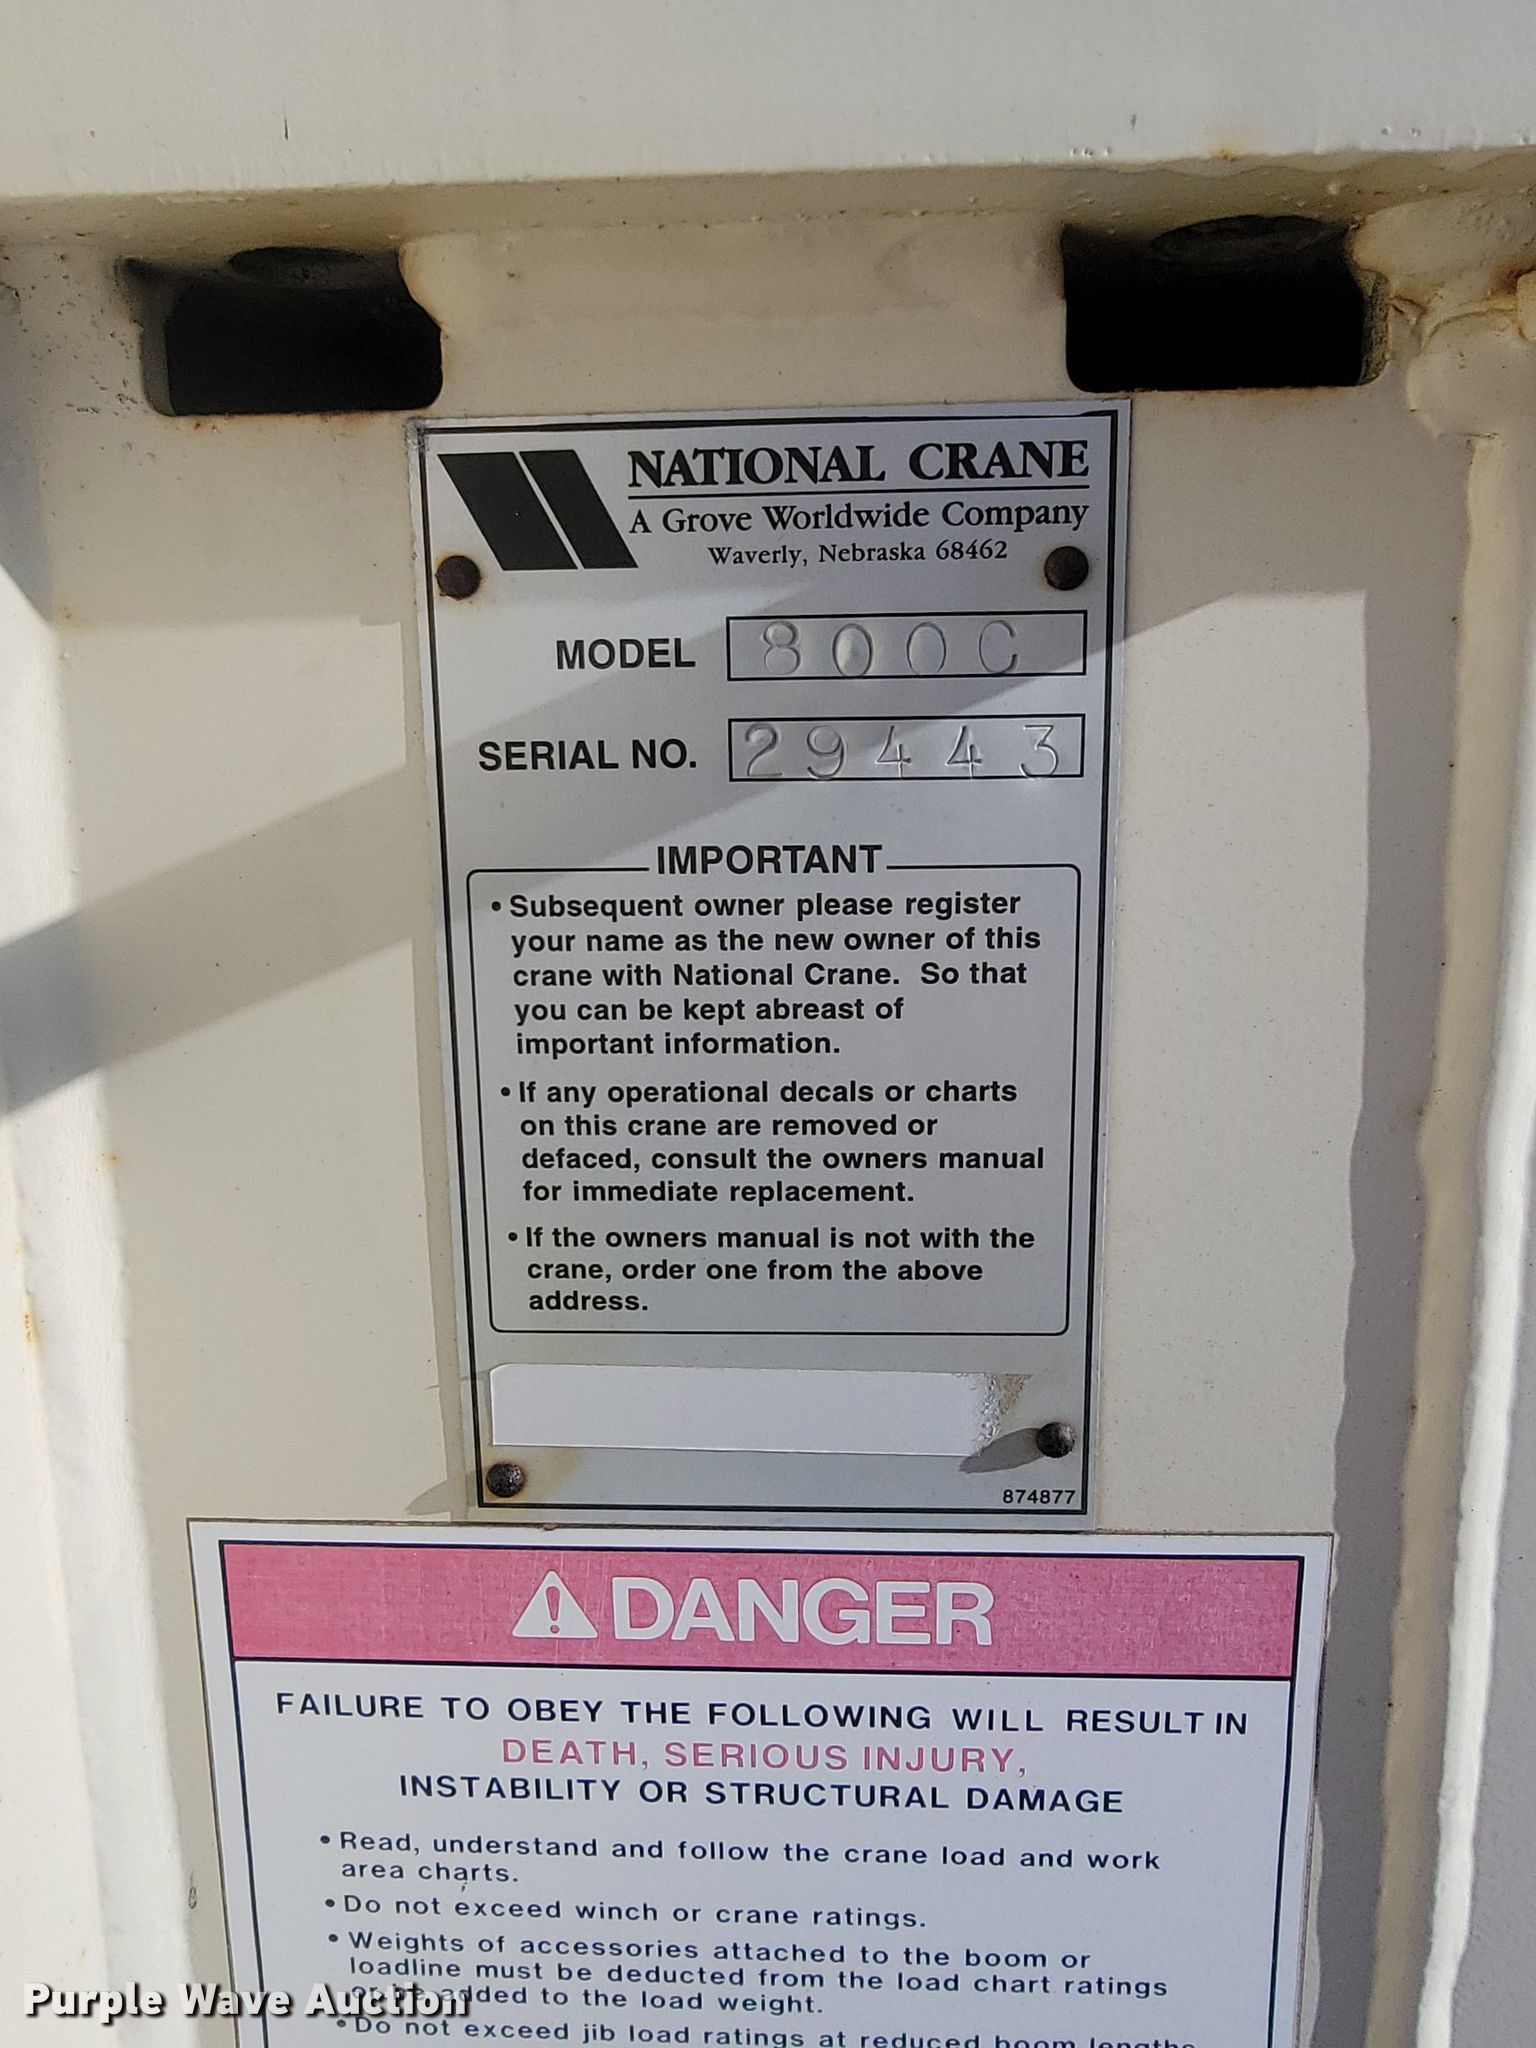 NATIONAL CRANE
A Grove Worldwide Company
Waverly, Nebraska 68462
MODEL 800C
SERIAL NO. 29443
IMPORTANT
• Subsequent owner please register
your name as the new owner of this
crane with National Crane. So that
you can be kept abreast of
important information.
• If any operational decals or charts
on this crane are removed or
defaced, consult the owners manual
for immediate replacement.
• If the owners manual is not with the
crane, order one from the above
address.
874877
DANGER
FAILURE TO OBEY THE FOLLOWING WILL RESULT IN
DEATH, SERIOUS INJURY,
INSTABILITY OR STRUCTURAL DAMAGE
• Read, understand and follow the crane load and work
area charts.
• Do not exceed winch or crane ratings.
• Weights of accessories attached to the boom or
loadline must be deducted from the load chart ratings
or be added to the load weight.
• Do not exceed jib load ratings at reduced boom lengths
Purple Wave Auction